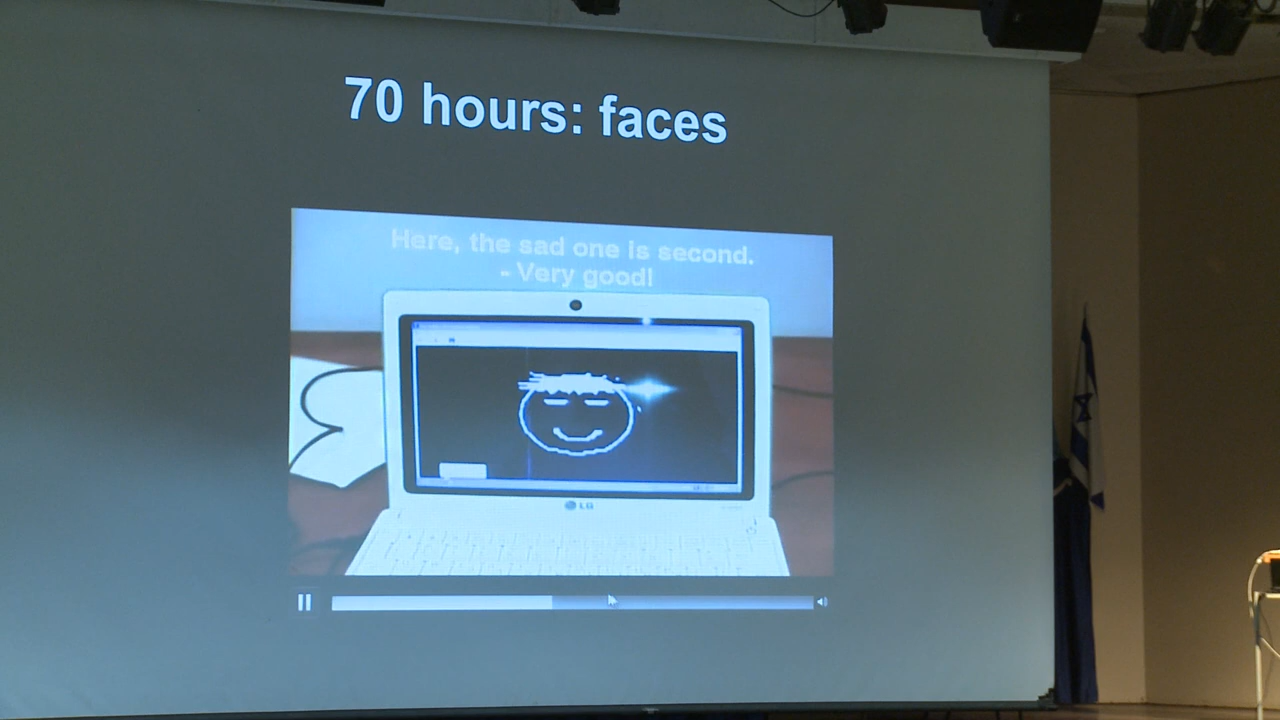 70 hours: faces
Here, the sad one is second.
- Very good!
LG